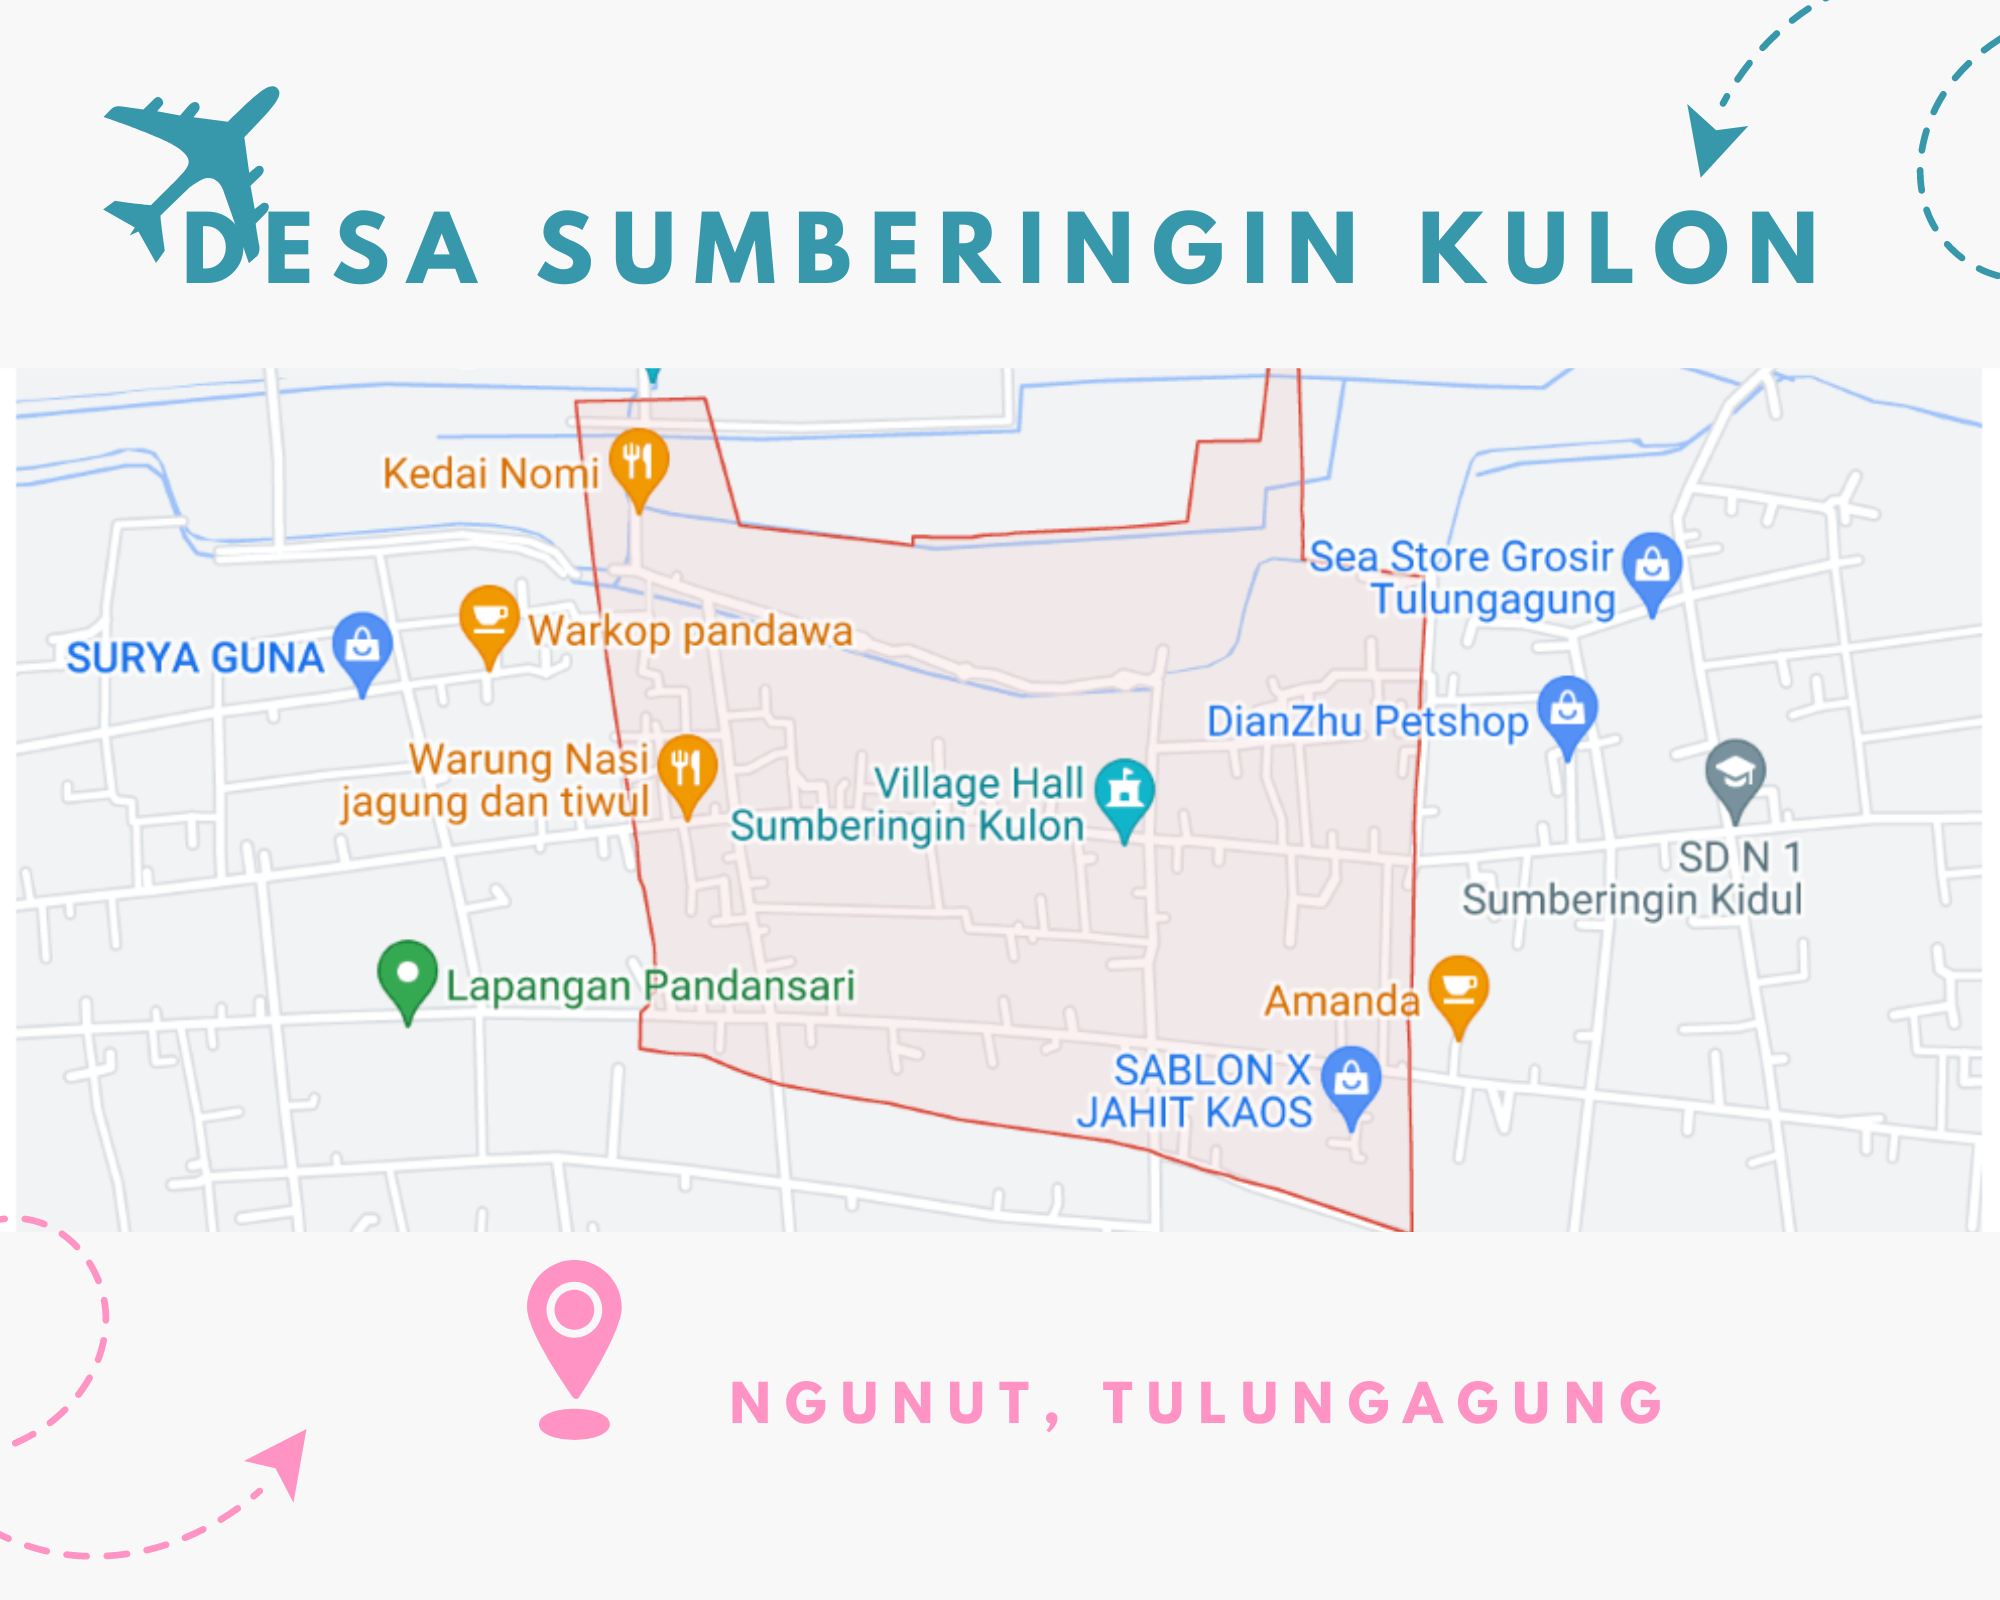 DESA SUMBERINGIN KULON
Kedai Nomi
Sea Store Grosir
Tulungagung
Warkop pandawa
SURYA GUNA
DianZhu Petshop
Warung Nasi
jagung dan tiwul
Village Hall
Sumberingin Kulon
SD N 1
Sumberingin Kidul
Lapangan Pandansari
Amanda
SABLON X
JAHIT KAOS
NGUNUT, TULUNGAGUNG